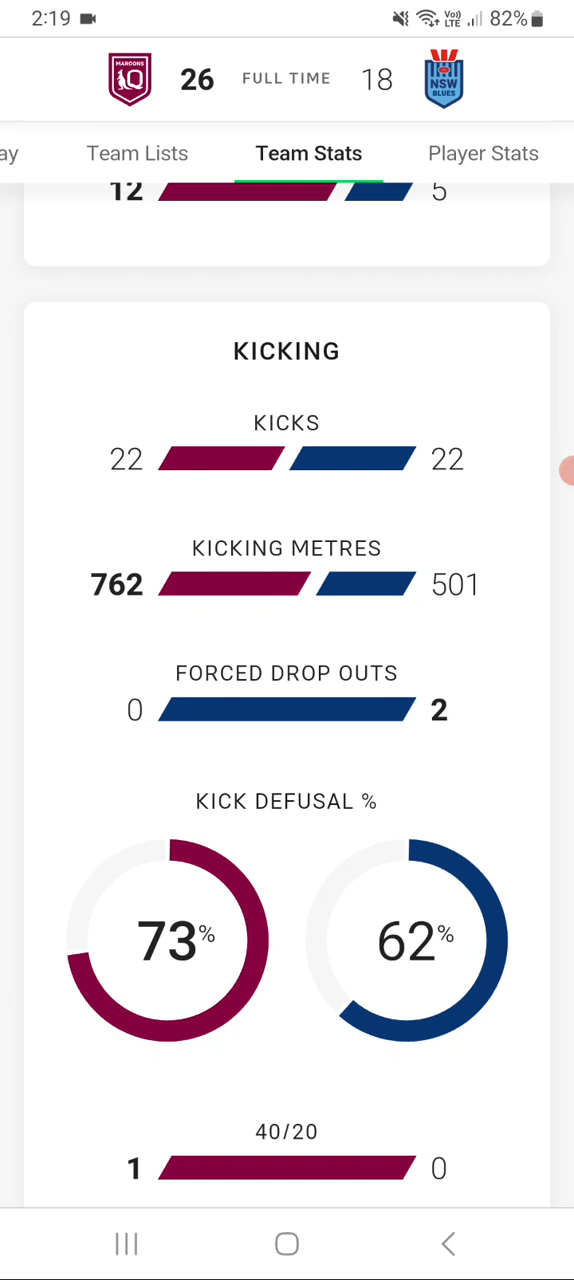 2:19 Vo)) LTE 82%
MAROONS Q 26 FULL TIME 18 NSW BLUES
ay Team Lists Team Stats Player Stats
12 5
KICKING
KICKS
22 22
KICKING METRES
762 501
FORCED DROP OUTS
0 2
KICK DEFUSAL %
73% 62%
40/20
1 0